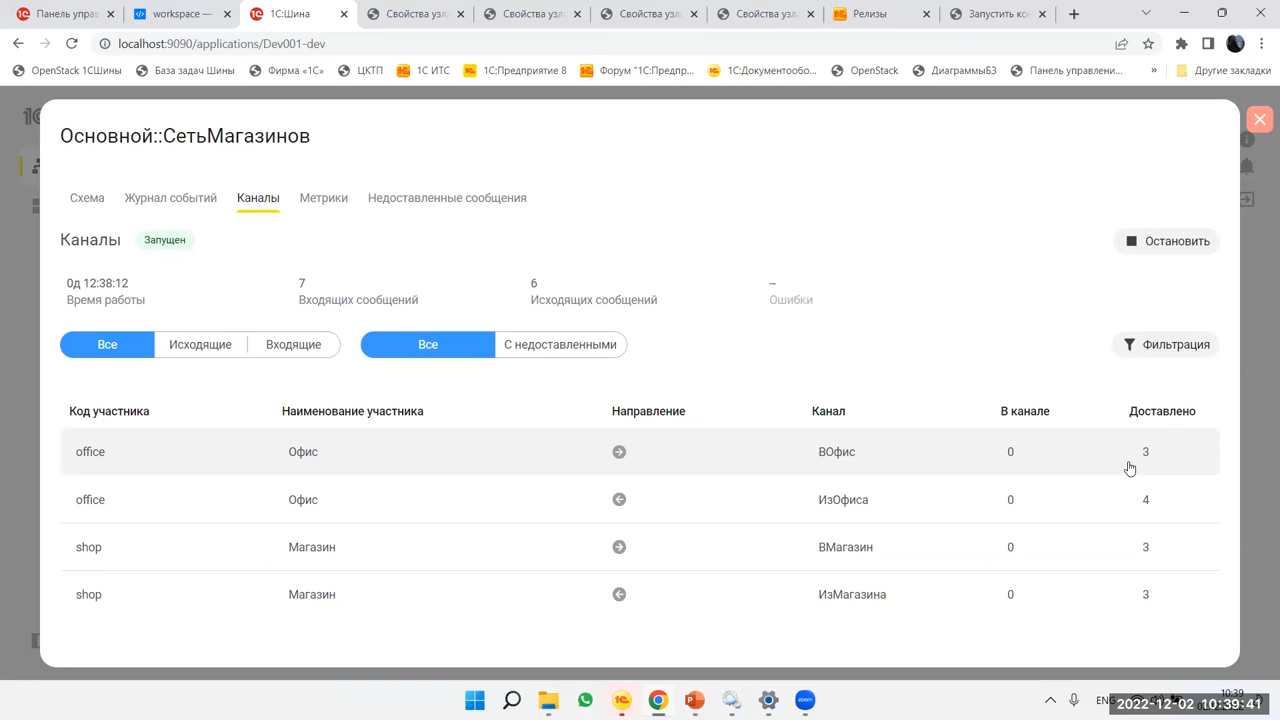 Панель упрa
workspace —
1С:Шина
Свойства узл
Свойства узл
Свойства узл
Свойства узл
Релизы
Запустить ко
localhost:9090/applications/Dev001-dev
OpenStack 1СШины
База задач Шины
Фирма «1С»
ЦКТП
1С ИТС
1С:Предприятие 8
Форум "1С:Предпр...
1С:Документообо...
OpenStack
ДиаграммыБЗ
Панель управлени...
»
Другие закладки
Основной::СетьМагазинов
Схема
Журнал событий
Каналы
Метрики
Недоставленные сообщения
Каналы
Запущен
Остановить
0д 12:38:12
7
6
--
Время работы
Входящих сообщений
Исходящих сообщений
Ошибки
Все
Исходящие
Входящие
Все
С недоставленными
Фильтрация
Код участника Наименование участника Направление Канал В канале Доставлено
office Офис ВОфис 0 3
office Офис ИзОфиса 0 4
shop Магазин ВМагазин 0 3
shop Магазин ИзМагазина 0 3
ENG
10:39
2022-12-02 10:39:41